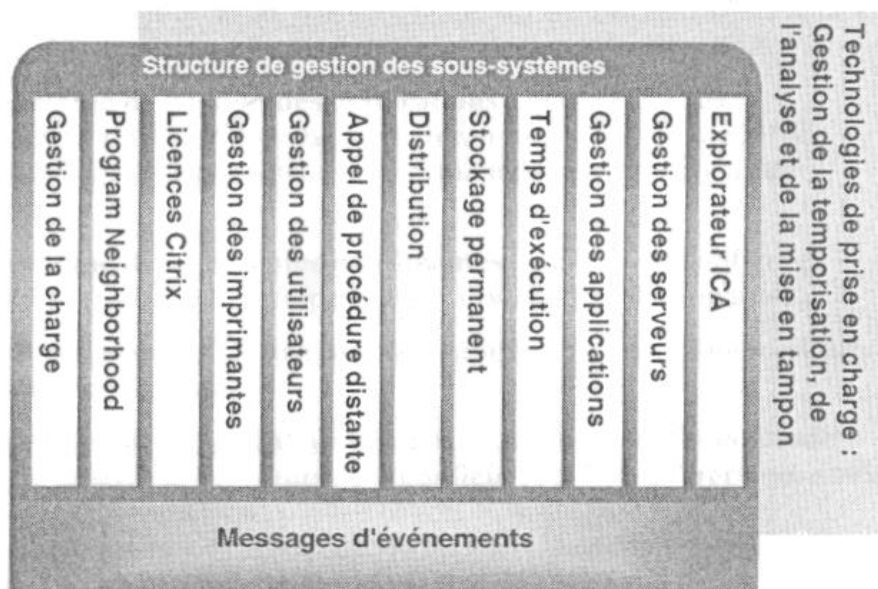 Technologies de prise en charge :
Gestion de la temporisation, de
l'analyse et de la mise en tampon
Structure de gestion des sous-systèmes
Gestion de la charge
Program Neighborhood
Licences Citrix
Gestion des imprimantes
Gestion des utilisateurs
Appel de procédure distante
Distribution
Stockage permanent
Temps d'exécution
Gestion des applications
Gestion des serveurs
Explorateur ICA
Messages d'événements